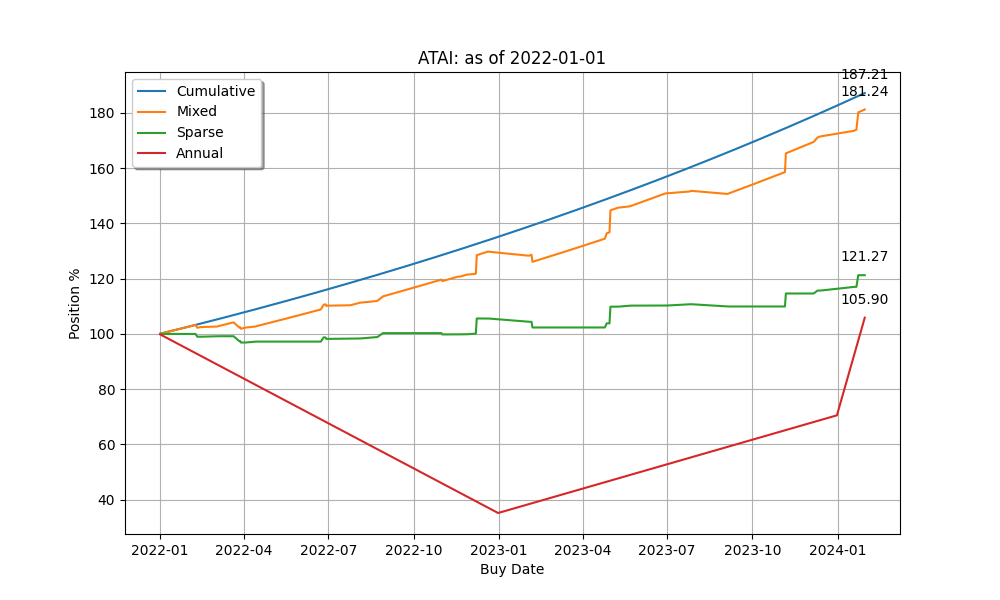 ATAI: as of 2022-01-01
187.21
181.24
Cumulative
Mixed
Sparse
Annual
180
160
140
120
100
80
60
40
121.27
105.90
Position %
2022-01 2022-04 2022-07 2022-10 2023-01 2023-04 2023-07 2023-10 2024-01
Buy Date